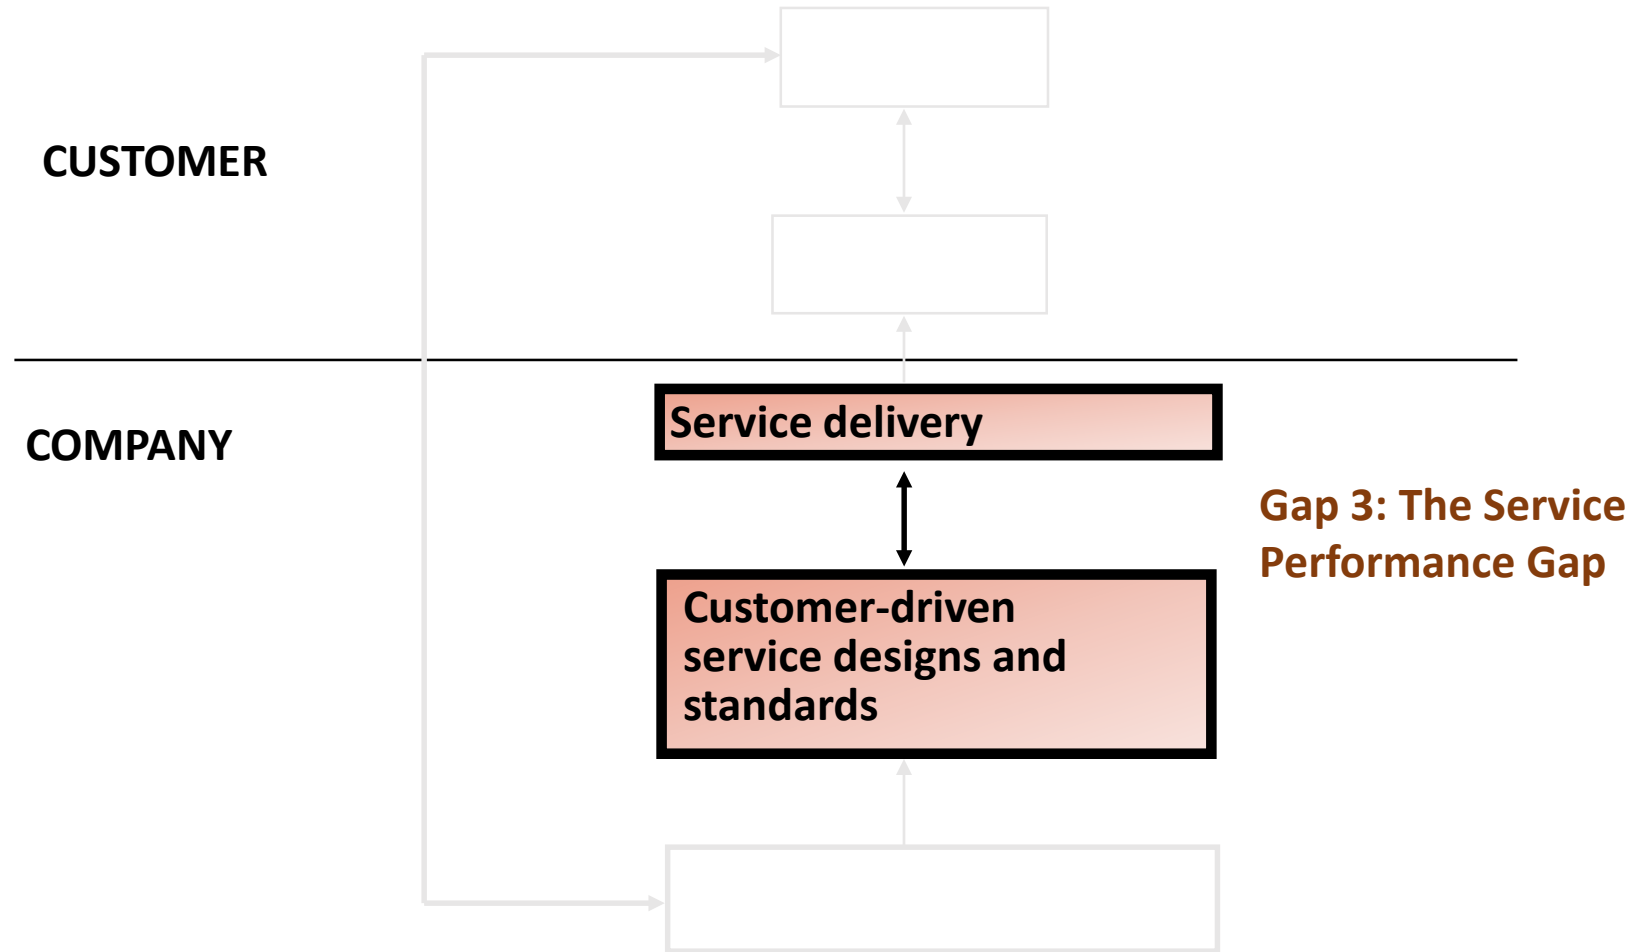 CUSTOMER
COMPANY
Service delivery
Gap 3: The Service
Performance Gap
Customer-driven
service designs and
standards